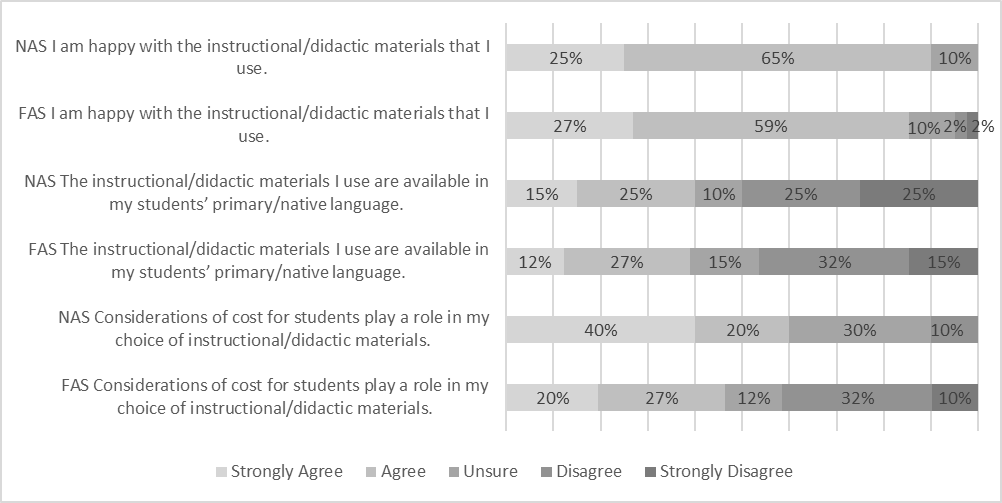 NAS I am happy with the instructional/didactic materials that I
use.
25% 65% 10%
FAS I am happy with the instructional/didactic materials that I
use.
27% 59% 10% 2% 2%
NAS The instructional/didactic materials I use are available in
my students’ primary/native language.
15% 25% 10% 25% 25%
FAS The instructional/didactic materials I use are available in
my students’ primary/native language.
12% 27% 15% 32% 15%
NAS Considerations of cost for students play a role in my
choice of instructional/didactic materials.
40% 20% 30% 10%
FAS Considerations of cost for students play a role in my
choice of instructional/didactic materials.
20% 27% 12% 32% 10%
Strongly Agree Agree Unsure Disagree Strongly Disagree